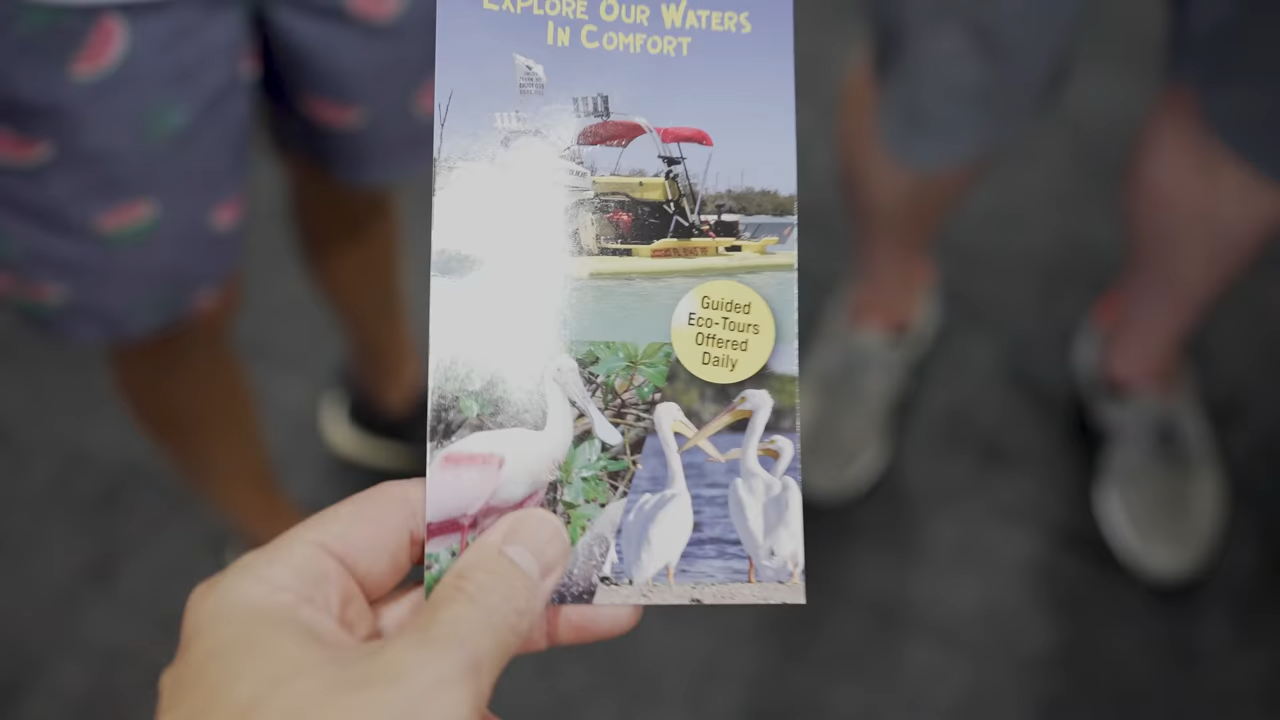 Explore Our Waters
In Comfort
Guided
Eco-Tours
Offered
Daily